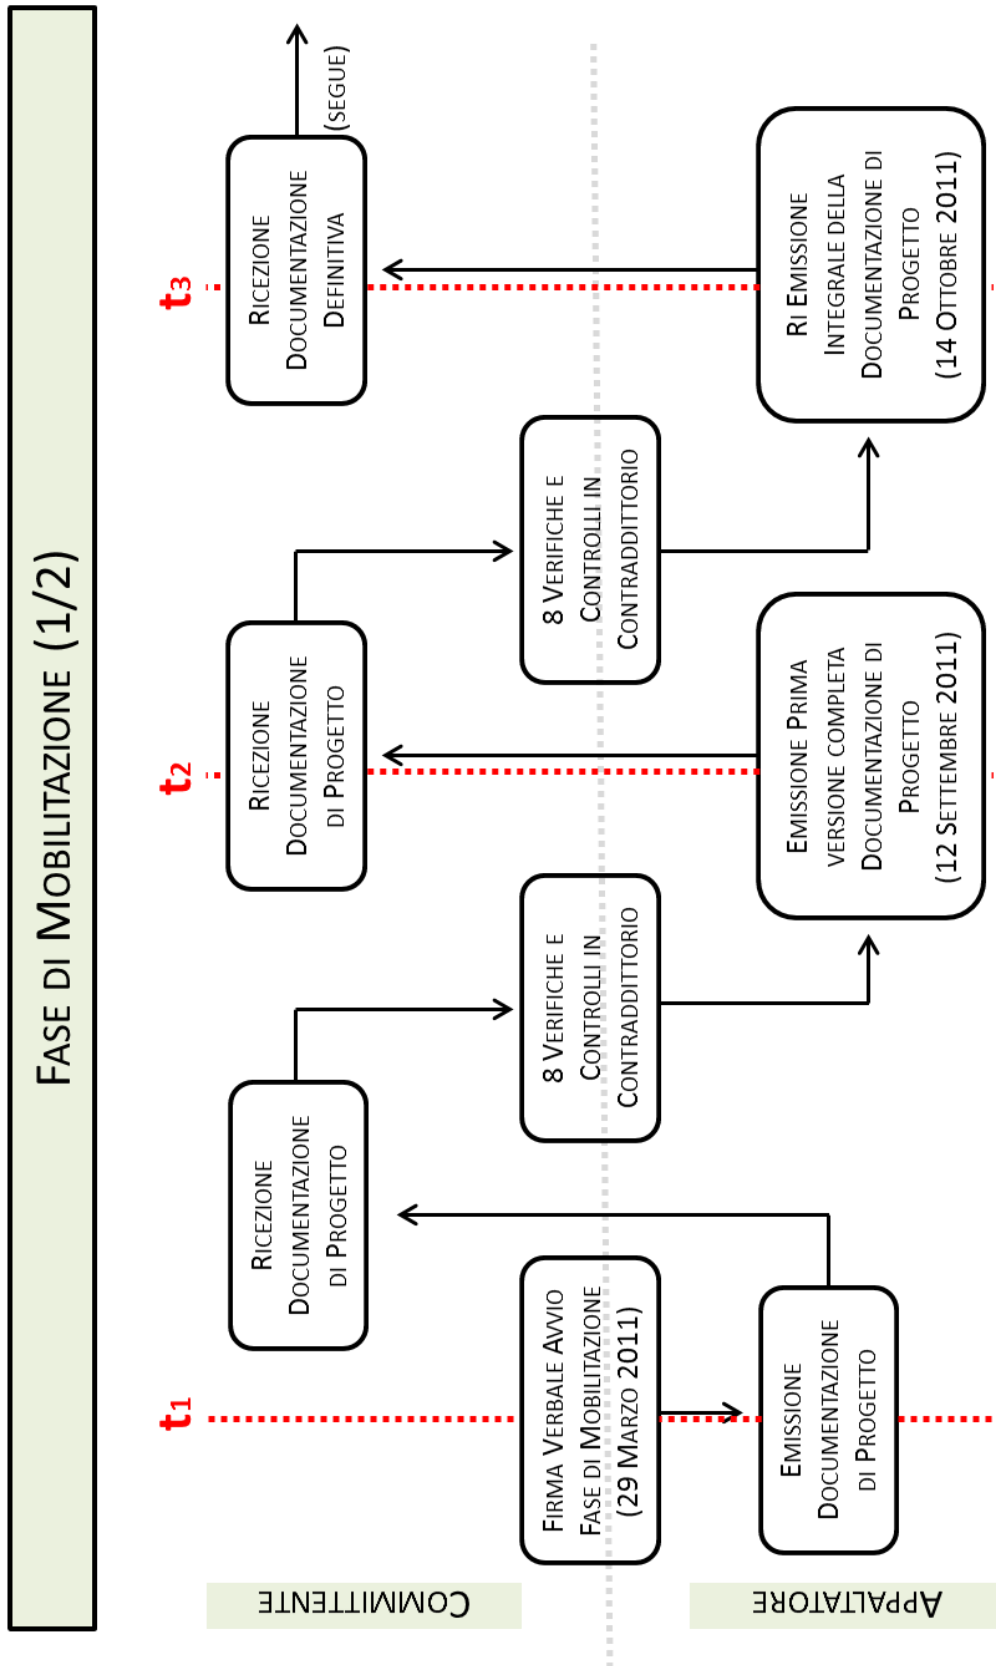 FASE DI MOBILITAZIONE (1/2)
t1
t2
t3
COMMITTENTE
APPALTATORE
FIRMA VERBALE AVVIO
FASE DI MOBILITAZIONE
(29 MARZO 2011)
EMISSIONE
DOCUMENTAZIONE
DI PROGETTO
RICEZIONE
DOCUMENTAZIONE
DI PROGETTO
8 VERIFICHE E
CONTROLLI IN
CONTRADDITTORIO
EMISSIONE PRIMA
VERSIONE COMPLETA
DOCUMENTAZIONE DI
PROGETTO
(12 SETTEMBRE 2011)
RICEZIONE
DOCUMENTAZIONE
DI PROGETTO
8 VERIFICHE E
CONTROLLI IN
CONTRADDITTORIO
RI EMISSIONE
INTEGRALE DELLA
DOCUMENTAZIONE DI
PROGETTO
(14 OTTOBRE 2011)
RICEZIONE
DOCUMENTAZIONE
DEFINITIVA
(SEGUE)